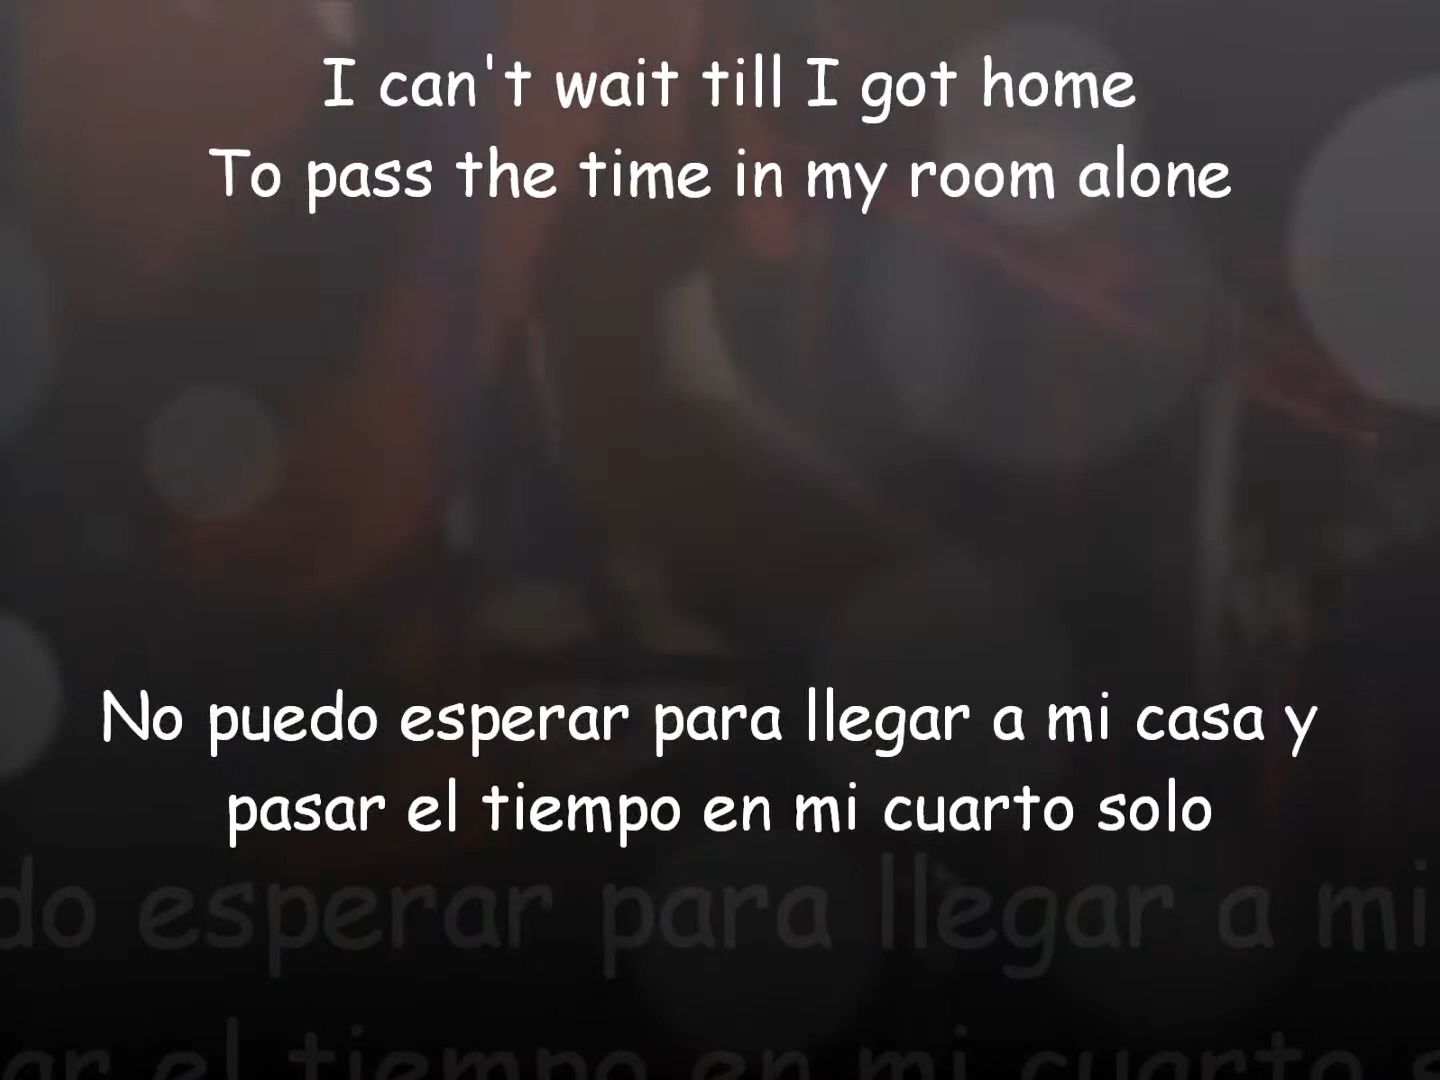 I can't wait till I got home
To pass the time in my room alone
No puedo esperar para llegar a mi casa y
pasar el tiempo en mi cuarto solo
do esperar para llegar a mi
ar el tiempo en mi cuarto s